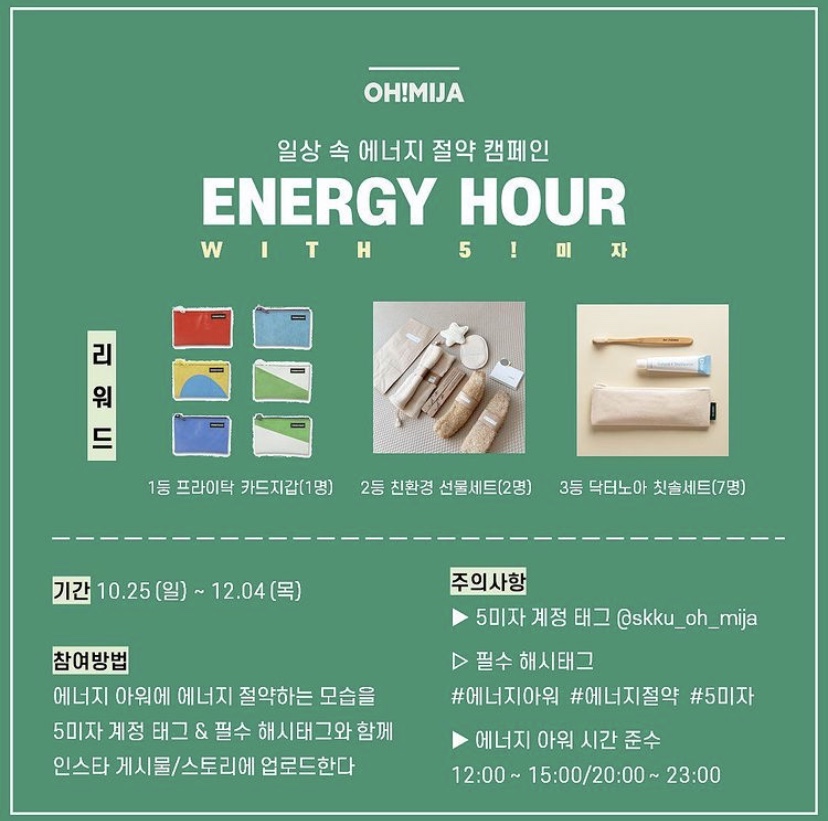 OH!MIJA
일상 속 에너지 절약 캠페인
ENERGY HOUR
WITH 5!미자
리워드
1등 프라이탁 카드지갑(1명)
2등 친환경 선물세트(2명)
3등 닥터노아 칫솔세트(7명)
기간 10.25(일) ~ 12.04(목)
참여방법
에너지 아워에 에너지 절약하는 모습을
5미자 계정 태그 & 필수 해시태그와 함께
인스타 게시물/스토리에 업로드한다
주의사항
▶ 5미자 계정 태그 @skku_oh_mija
▷ 필수 해시태그
#에너지아워 #에너지절약 #5미자
▶ 에너지 아워 시간 준수
12:00 ~ 15:00/20:00 ~ 23:00